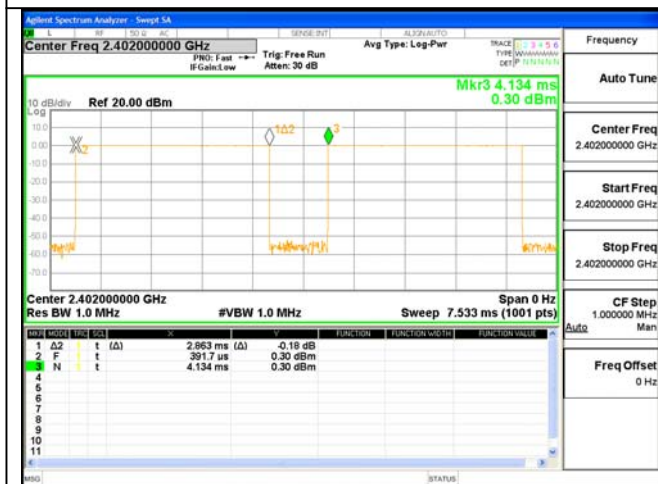 Agilent Spectrum Analyzer - Swept SA
L RF 50 Ω AC SENSE:INT ALIGNAUTO
Center Freq 2.402000000 GHz
PNO: Fast
IFGain:Low
Trig: Free Run
Atten: 30 dB
Avg Type: Log-Pwr
TRACE 1 2 3 4 5 6
TYPE
DET P N N N N N
Mkr3 4.134 ms
0.30 dBm
10 dB/div Ref 20.00 dBm
Log
10.0
0.00
-10.0
-20.0
-30.0
-40.0
-50.0
-60.0
-70.0
2
1Δ2
3
Center 2.402000000 GHz Span 0 Hz
Res BW 1.0 MHz #VBW 1.0 MHz Sweep 7.533 ms (1001 pts)
MKR MODE TRC SCL X Y FUNCTION FUNCTION WIDTH FUNCTION VALUE
1 Δ2 1 t (Δ) 2.863 ms (Δ) -0.18 dB
2 F 1 t 391.7 µs 0.30 dBm
3 N 1 t 4.134 ms 0.30 dBm
4
5
6
7
8
9
10
11
MSG STATUS
Frequency
Auto Tune
Center Freq
2.402000000 GHz
Start Freq
2.402000000 GHz
Stop Freq
2.402000000 GHz
CF Step
1.000000 MHz
Auto Man
Freq Offset
0 Hz